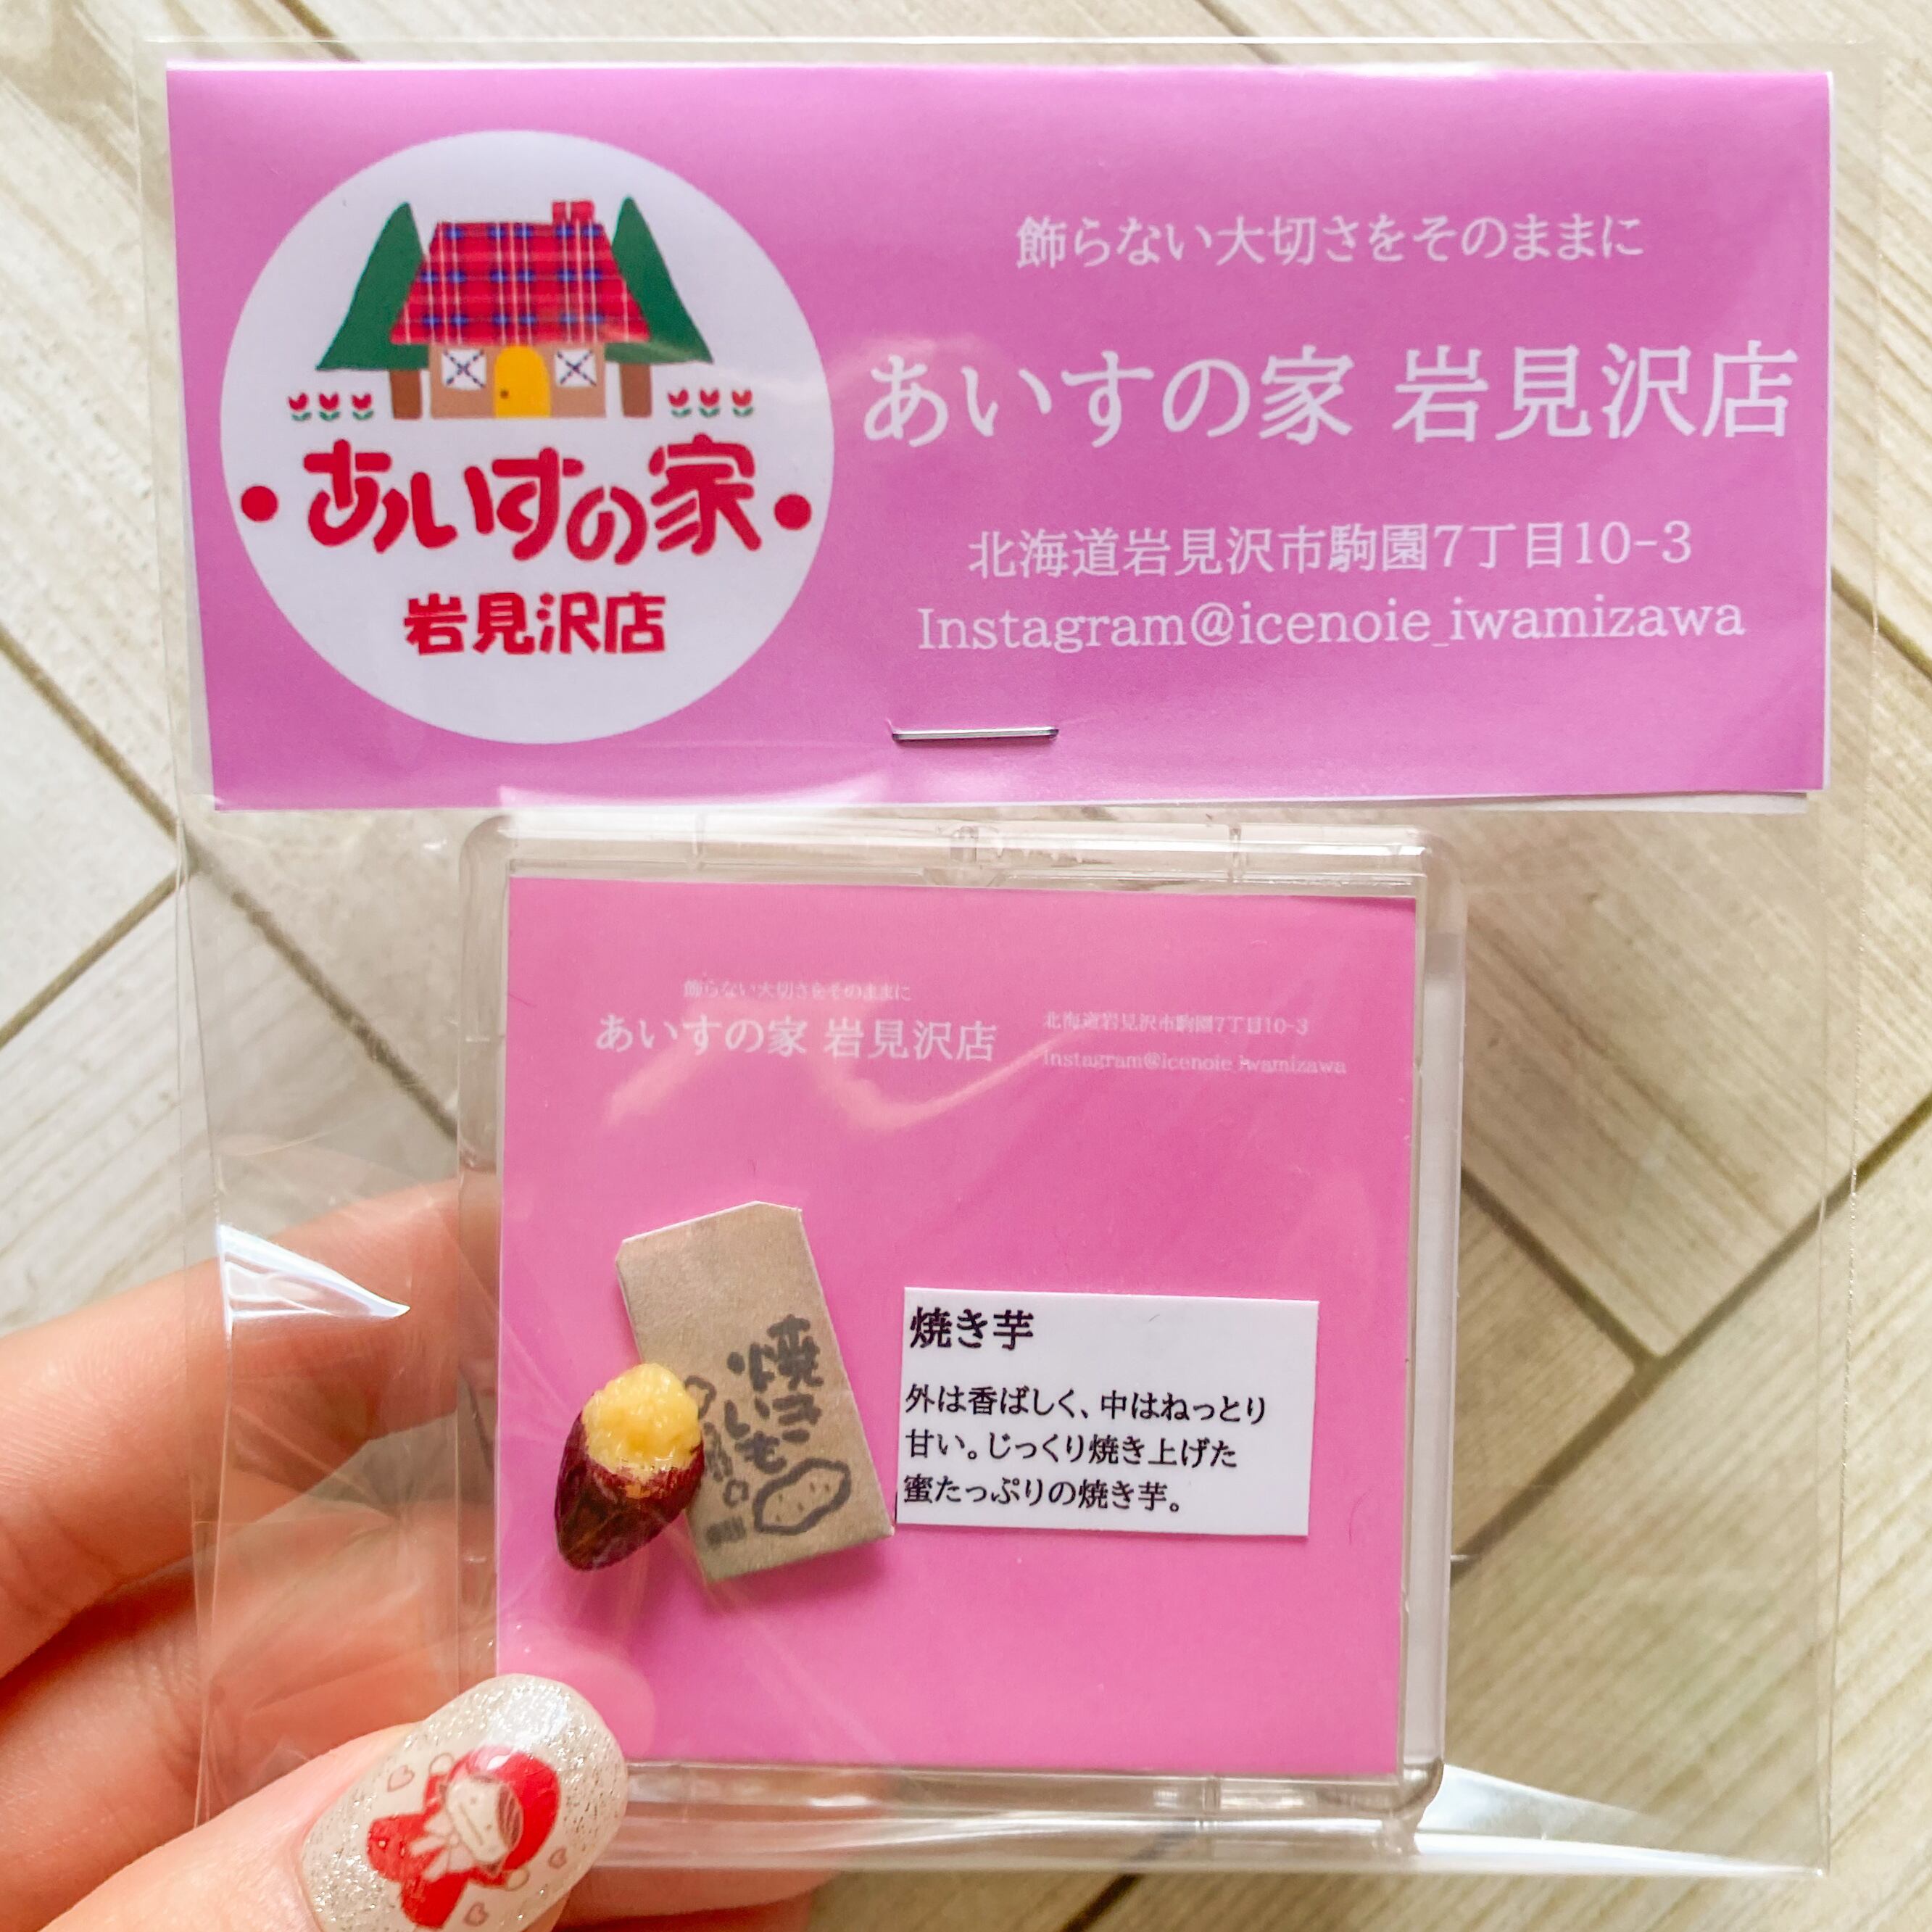 あいすの家
岩見沢店
飾らない大切さをそのままに
あいすの家 岩見沢店
北海道岩見沢市駒園7丁目10-3
Instagram@icenoie_iwamizawa
飾らない大切さをそのままに
あいすの家 岩見沢店
北海道岩見沢市駒園7丁目10-3
Instagram@icenoie_iwamizawa
焼き
いも
焼き芋
外は香ばしく、中はねっとり
甘い。じっくり焼き上げた
蜜たっぷりの焼き芋。